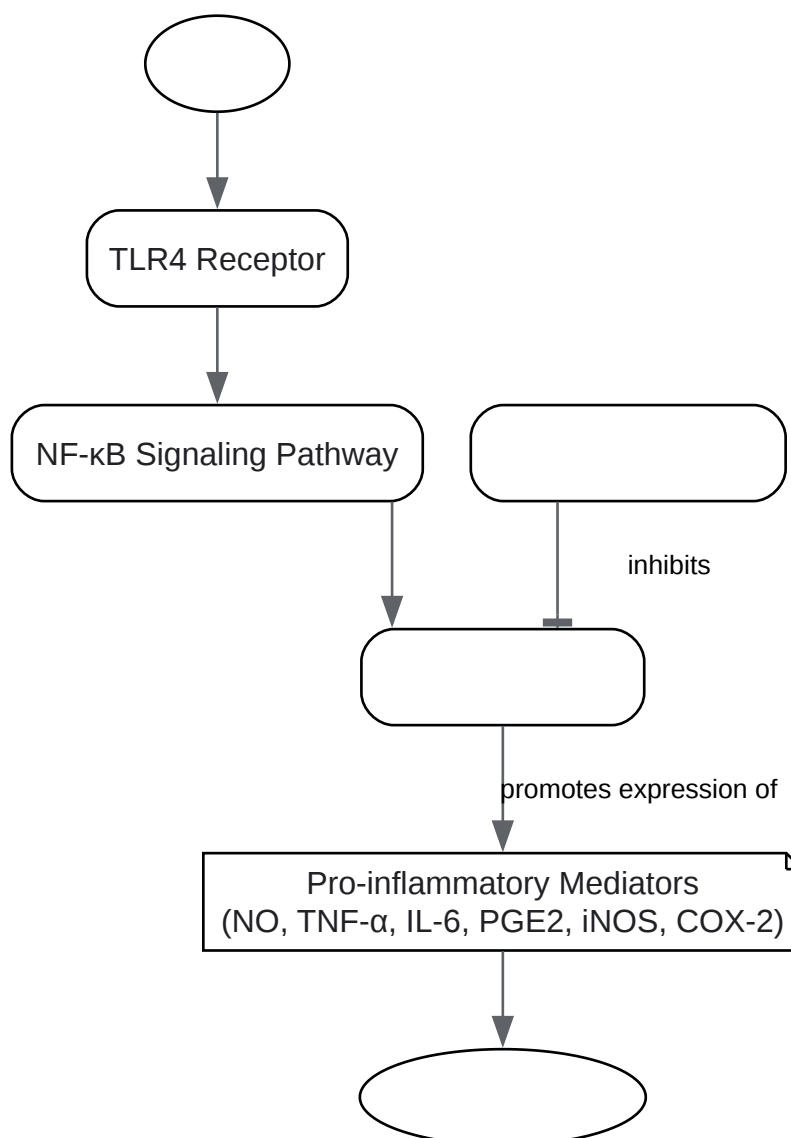 TLR4 Receptor
NF-κB Signaling Pathway
inhibits
promotes expression of
Pro-inflammatory Mediators
(NO, TNF-α, IL-6, PGE2, iNOS, COX-2)